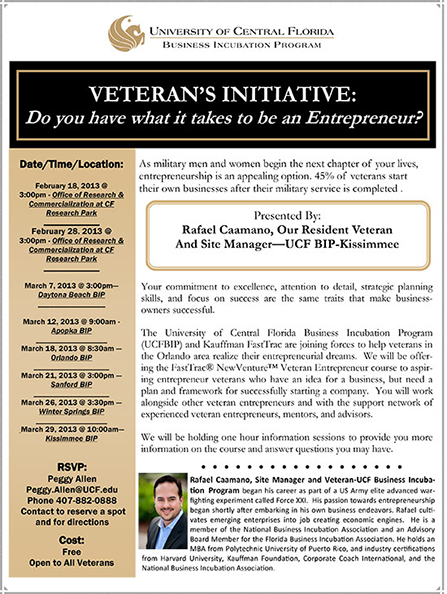 UNIVERSITY OF CENTRAL FLORIDA
BUSINESS INCUBATION PROGRAM
VETERAN'S INITIATIVE:
Do you have what it takes to be an Entrepreneur?
Date/Time/Location:
February 18, 2013 @
3:00pm - Office of Research &
Commercialization at CF
Research Park
February 28. 2013 @
3:00pm - Office of Research &
Commercialization at CF
Research Park
March 7, 2013 @ 3:00pm—
Daytona Beach BIP
March 12, 2013 @ 9:00am -
Apopka BIP
March 18, 2013 @ 8:30am —
Orlando BIP
March 21, 2013 @ 3:00pm —
Sanford BIP
March 26, 2013 @ 3:30pm —
Winter Springs BIP
March 29, 2013 @ 10:00am—
Kissimmee BIP
RSVP:
Peggy Allen
Peggy.Allen@UCF.edu
Phone 407-882-0888
Contact to reserve a spot
and for directions
Cost:
Free
Open to All Veterans
As military men and women begin the next chapter of your lives,
entrepreneurship is an appealing option. 45% of veterans start
their own businesses after their military service is completed .
Presented By:
Rafael Caamano, Our Resident Veteran
And Site Manager—UCF BIP-Kissimmee
Your commitment to excellence, attention to detail, strategic planning
skills, and focus on success are the same traits that make business-
owners successful.
The University of Central Florida Business Incubation Program
(UCFBIP) and Kauffman FastTrac are joining forces to help veterans in
the Orlando area realize their entrepreneurial dreams. We will be offer-
ing the FastTrac® NewVenture™ Veteran Entrepreneur course to aspir-
ing entrepreneur veterans who have an idea for a business, but need a
plan and framework for successfully starting a company. You will work
alongside other veteran entrepreneurs and with the support network of
experienced veteran entrepreneurs, mentors, and advisors.
We will be holding one hour information sessions to provide you more
information on the course and answer questions you may have.
Rafael Caamano, Site Manager and Veteran-UCF Business Incuba-
tion Program began his career as part of a US Army elite advanced war-
fighting experiment called Force XXI. His passion towards entrepreneurship
began shortly after embarking in his own business endeavors. Rafael culti-
vates emerging enterprises into job creating economic engines. He is a
member of the National Business Incubation Association and an Advisory
Board Member for the Florida Business Incubation Association. He holds an
MBA from Polytechnic University of Puerto Rico, and industry certifications
from Harvard University, Kauffman Foundation, Corporate Coach International, and the
National Business Incubation Association.